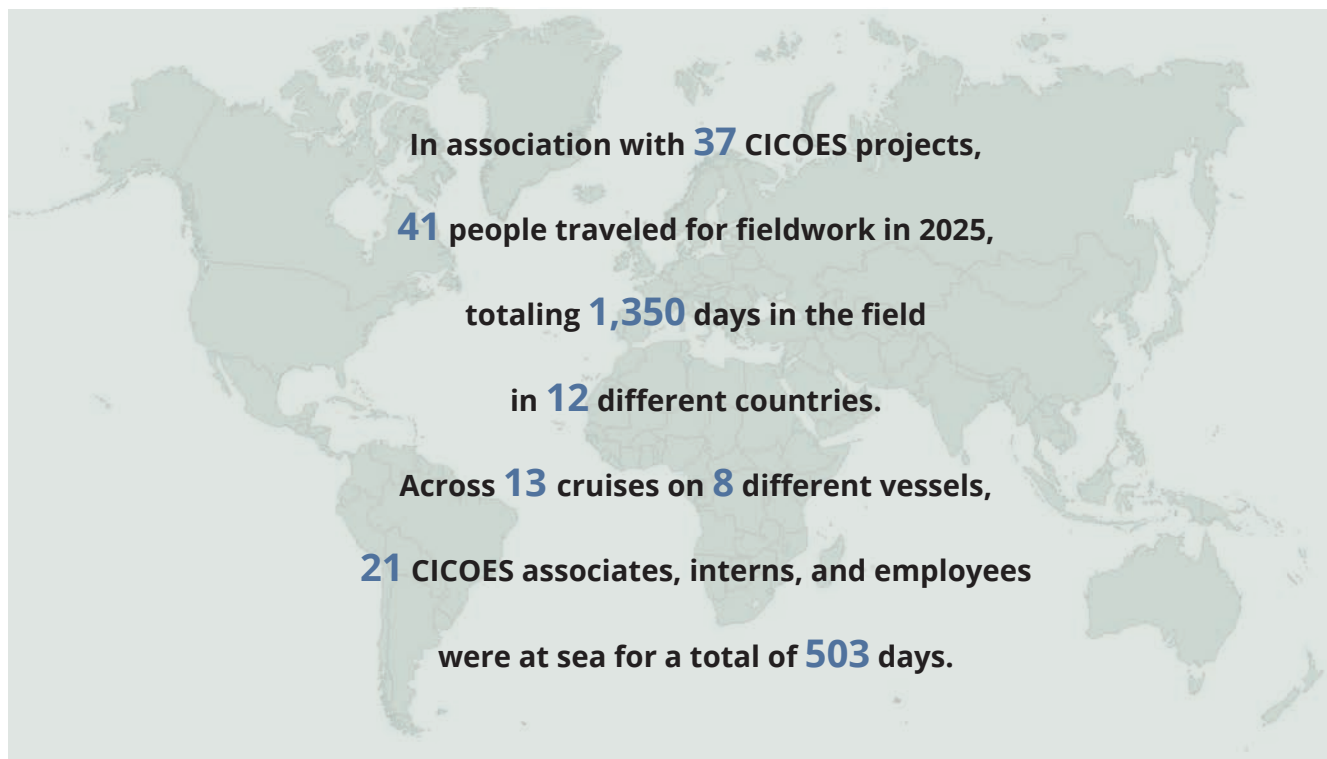 In association with 37 CICOES projects,
41 people traveled for fieldwork in 2025,
totaling 1,350 days in the field
in 12 different countries.
Across 13 cruises on 8 different vessels,
21 CICOES associates, interns, and employees
were at sea for a total of 503 days.